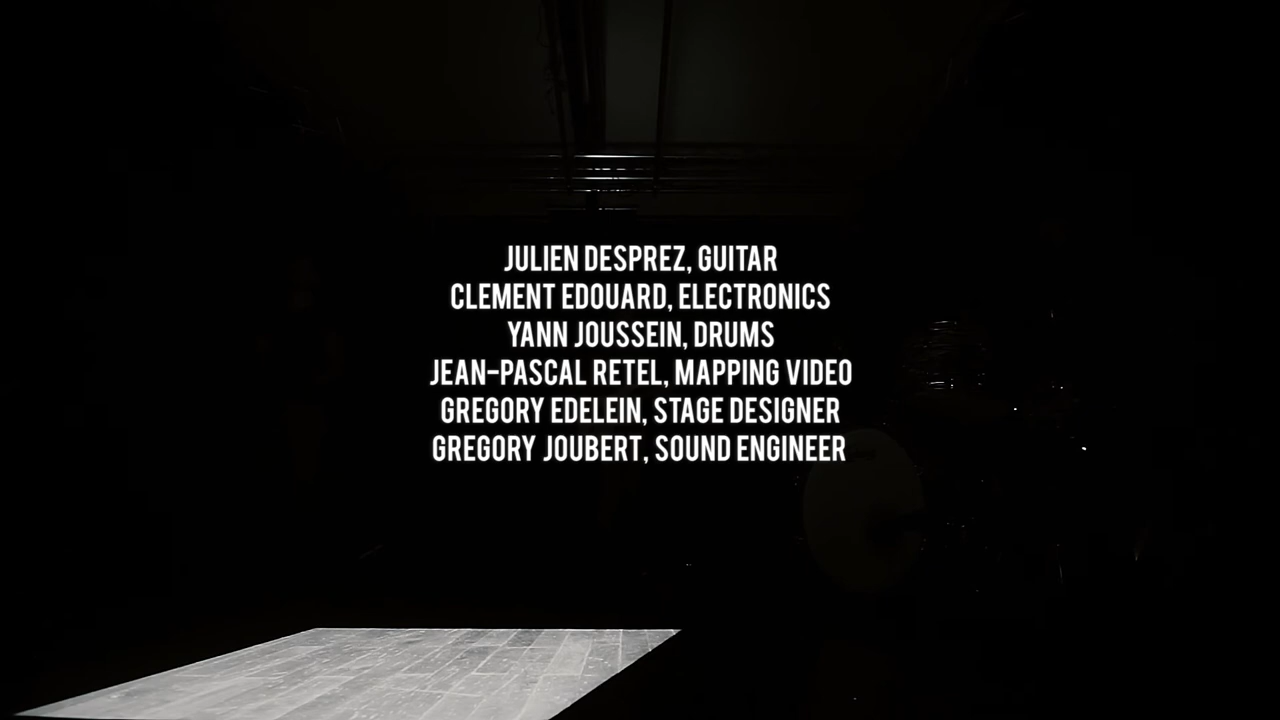 JULIEN DESPREZ, GUITAR
CLEMENT EDOUARD, ELECTRONICS
YANN JOUSSEIN, DRUMS
JEAN-PASCAL RETEL, MAPPING VIDEO
GREGORY EDELEIN, STAGE DESIGNER
GREGORY JOUBERT, SOUND ENGINEER